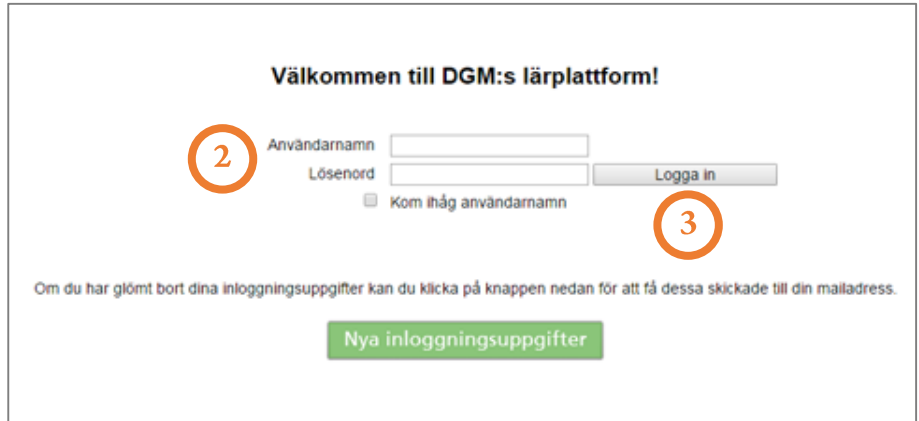 Välkommen till DGM:s lärplattform!
2
Användarnamn
Lösenord
Logga in
Kom ihåg användarnamn
3
Om du har glömt bort dina inloggningsuppgifter kan du klicka på knappen nedan för att få dessa skickade till din mailadress.
Nya inloggningsuppgifter